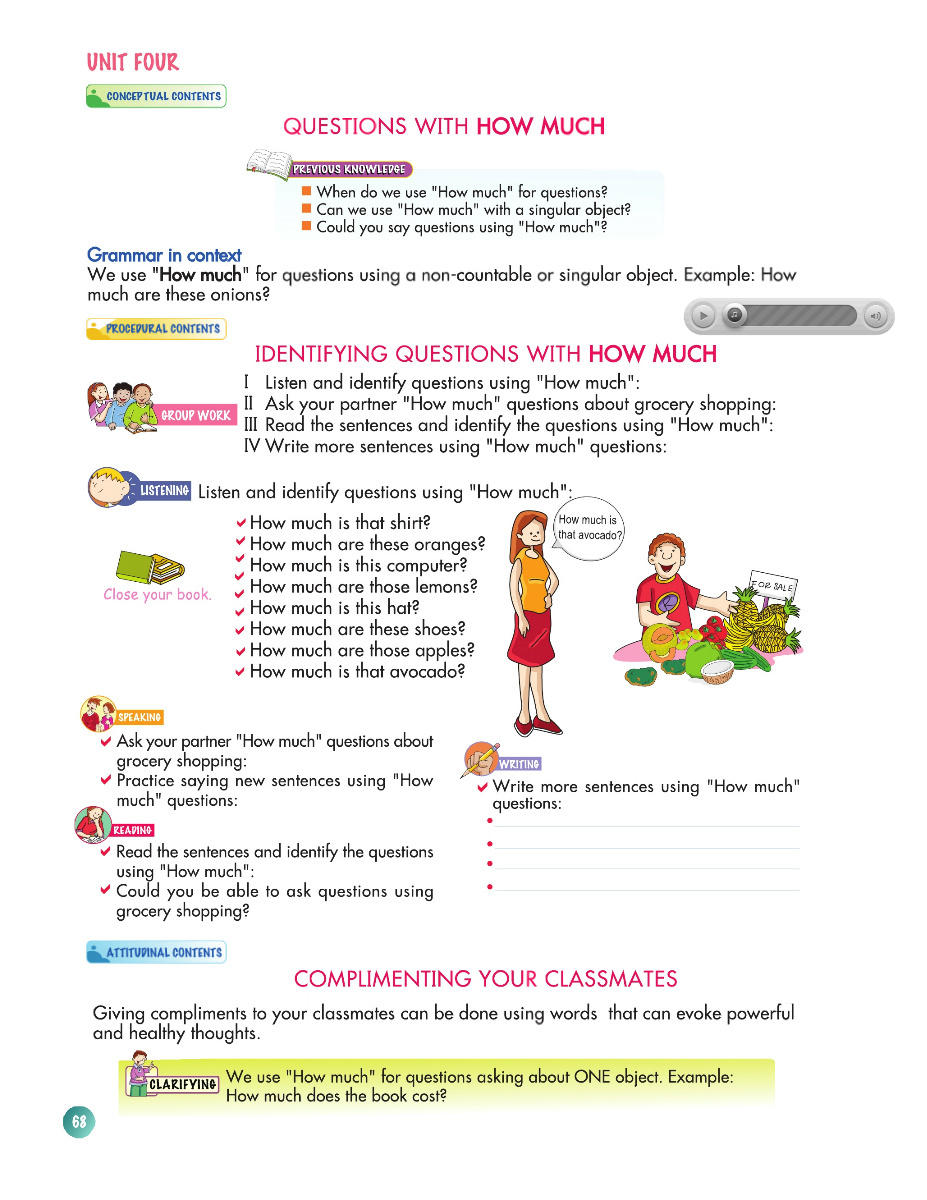 UNIT FOUR
CONCEPTUAL CONTENTS
QUESTIONS WITH HOW MUCH
PREVIOUS KNOWLEDGE
When do we use "How much" for questions?
Can we use "How much" with a singular object?
Could you say questions using "How much"?
Grammar in context
We use "How much" for questions using a non-countable or singular object. Example: How
much are these onions?
PROCEDURAL CONTENTS
IDENTIFYING QUESTIONS WITH HOW MUCH
GROUP WORK
I Listen and identify questions using "How much":
II Ask your partner "How much" questions about grocery shopping:
III Read the sentences and identify the questions using "How much":
IV Write more sentences using "How much" questions:
LISTENING Listen and identify questions using "How much":
How much is that shirt?
How much are these oranges?
How much is this computer?
How much are those lemons?
How much is this hat?
How much are these shoes?
How much are those apples?
How much is that avocado?
Close your book.
How much is
that avocado?
FOR SALE
SPEAKING
Ask your partner "How much" questions about
grocery shopping:
Practice saying new sentences using "How
much" questions:
READING
Read the sentences and identify the questions
using "How much":
Could you be able to ask questions using
grocery shopping?
WRITING
Write more sentences using "How much"
questions:
ATTITUDINAL CONTENTS
COMPLIMENTING YOUR CLASSMATES
Giving compliments to your classmates can be done using words that can evoke powerful
and healthy thoughts.
CLARIFYING
We use "How much" for questions asking about ONE object. Example:
How much does the book cost?
68